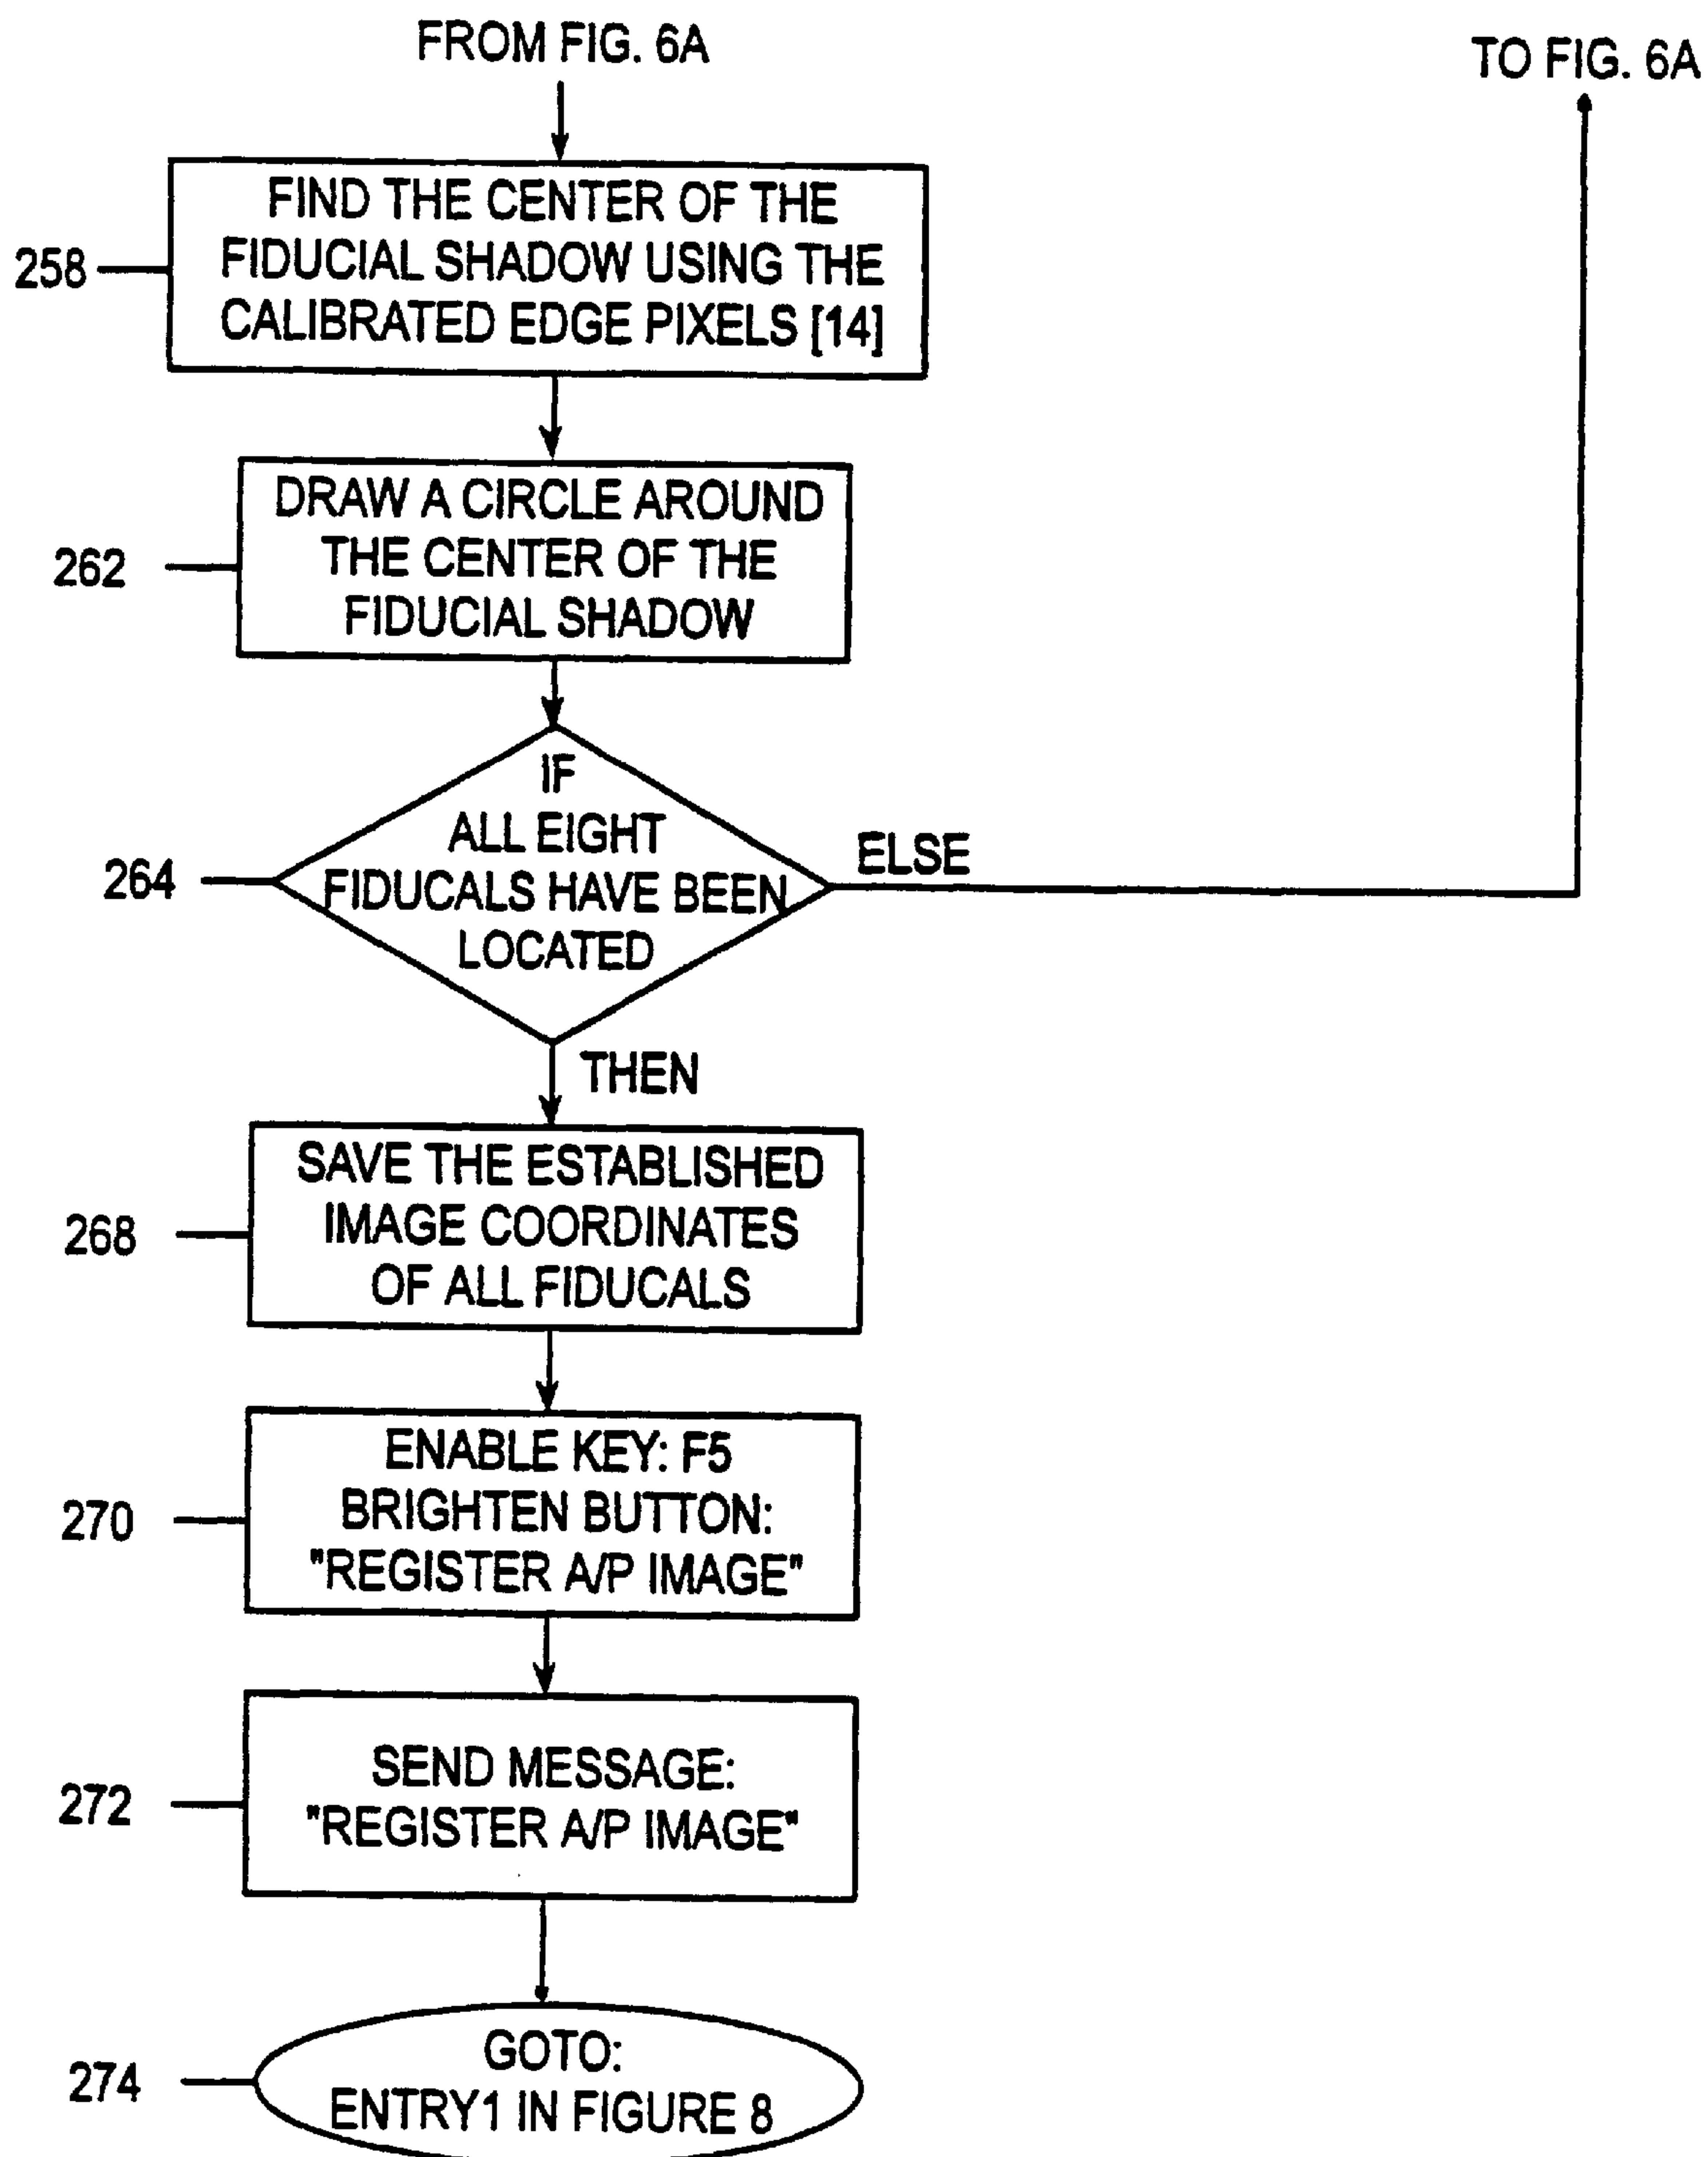 FROM FIG. 6A
TO FIG. 6A
258
FIND THE CENTER OF THE
FIDUCIAL SHADOW USING THE
CALIBRATED EDGE PIXELS [14]
262
DRAW A CIRCLE AROUND
THE CENTER OF THE
FIDUCIAL SHADOW
264
IF
ALL EIGHT
FIDUCALS HAVE BEEN
LOCATED
ELSE
THEN
268
SAVE THE ESTABLISHED
IMAGE COORDINATES
OF ALL FIDUCALS
270
ENABLE KEY: F5
BRIGHTEN BUTTON:
"REGISTER A/P IMAGE"
272
SEND MESSAGE:
"REGISTER A/P IMAGE"
274
GOTO:
ENTRY1 IN FIGURE 8